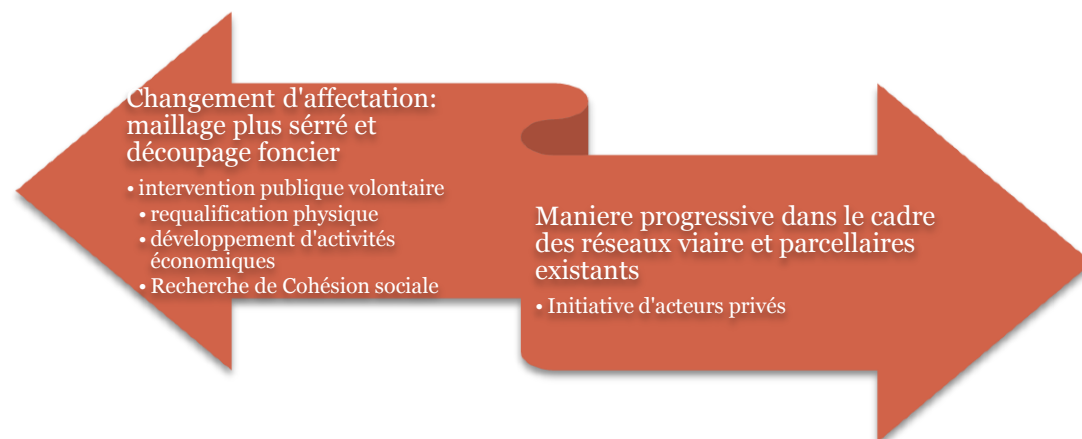 Changement d'affectation:
maillage plus sérré et
découpage foncier
• intervention publique volontaire
• requalification physique
• développement d'activités
économiques
• Recherche de Cohésion sociale
Maniere progressive dans le cadre
des réseaux viaire et parcellaires
existants
• Initiative d'acteurs privés